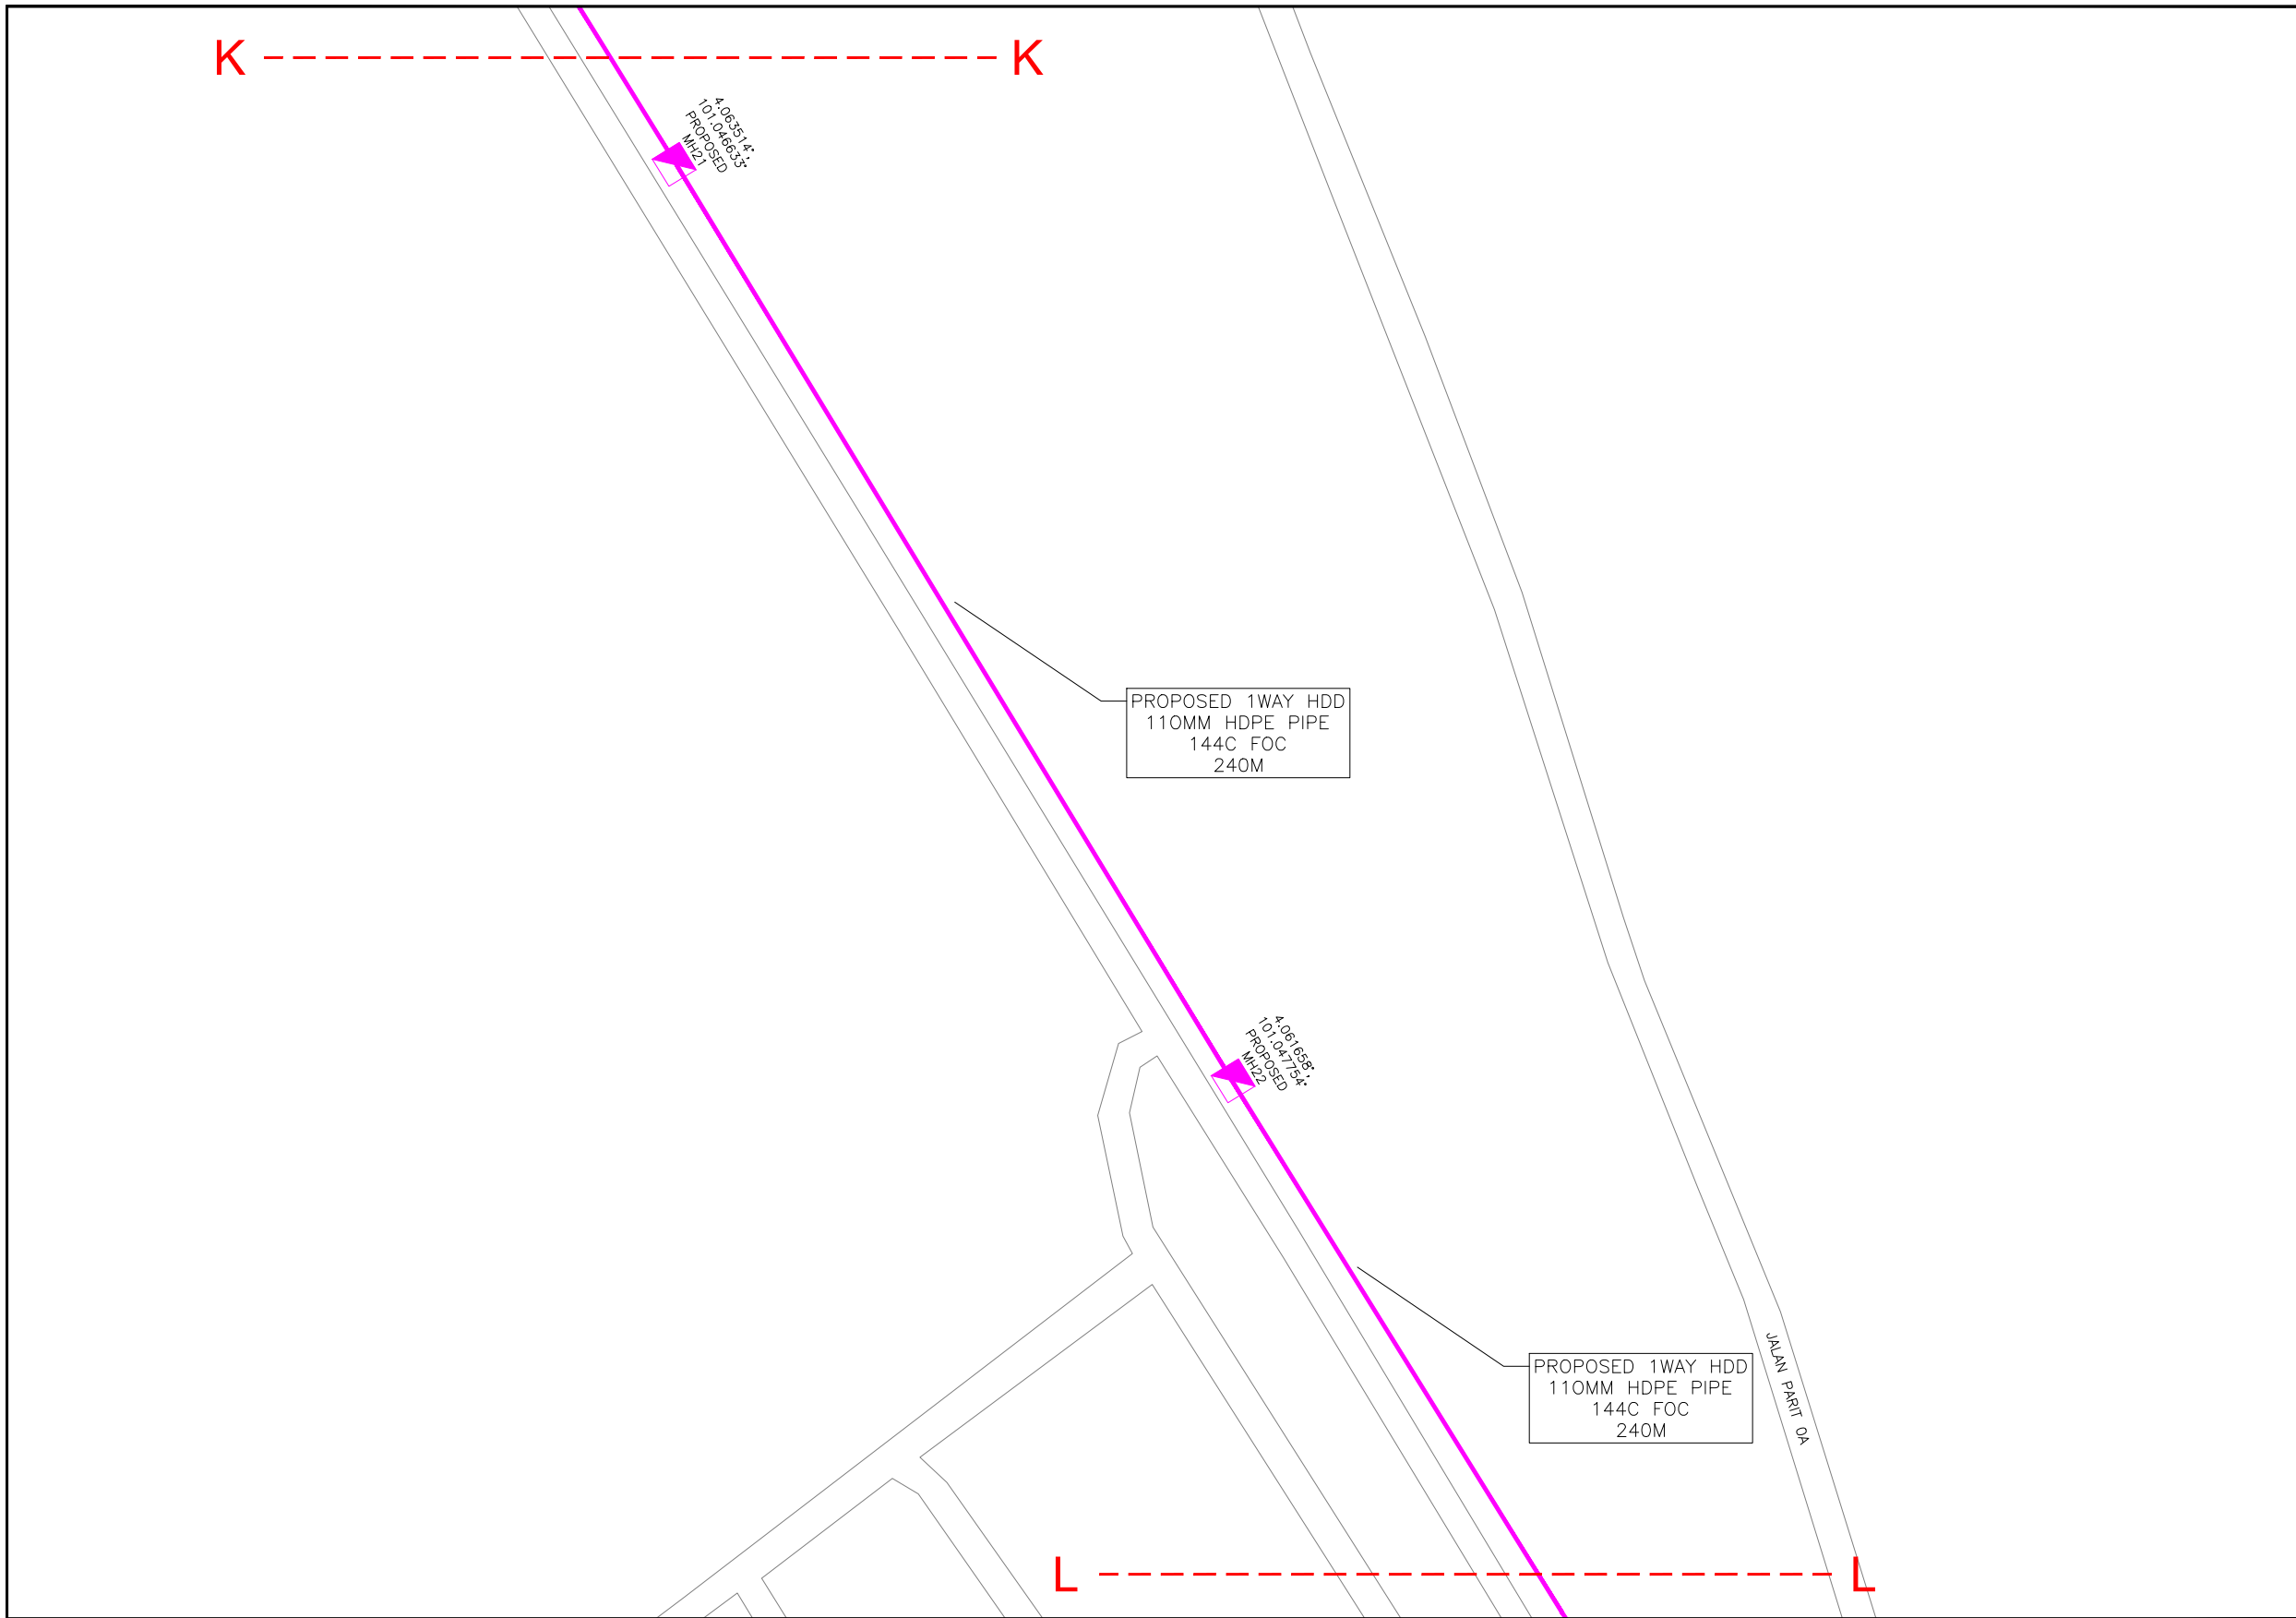 K K
4.063514°,
101.046633°
PROPOSED
MH21
PROPOSED 1WAY HDD
110MM HDPE PIPE
144C FOC
240M
4.061658°,
101.047754°
PROPOSED
MH22
PROPOSED 1WAY HDD
110MM HDPE PIPE
144C FOC
240M
JALAN PARIT 0A
L L